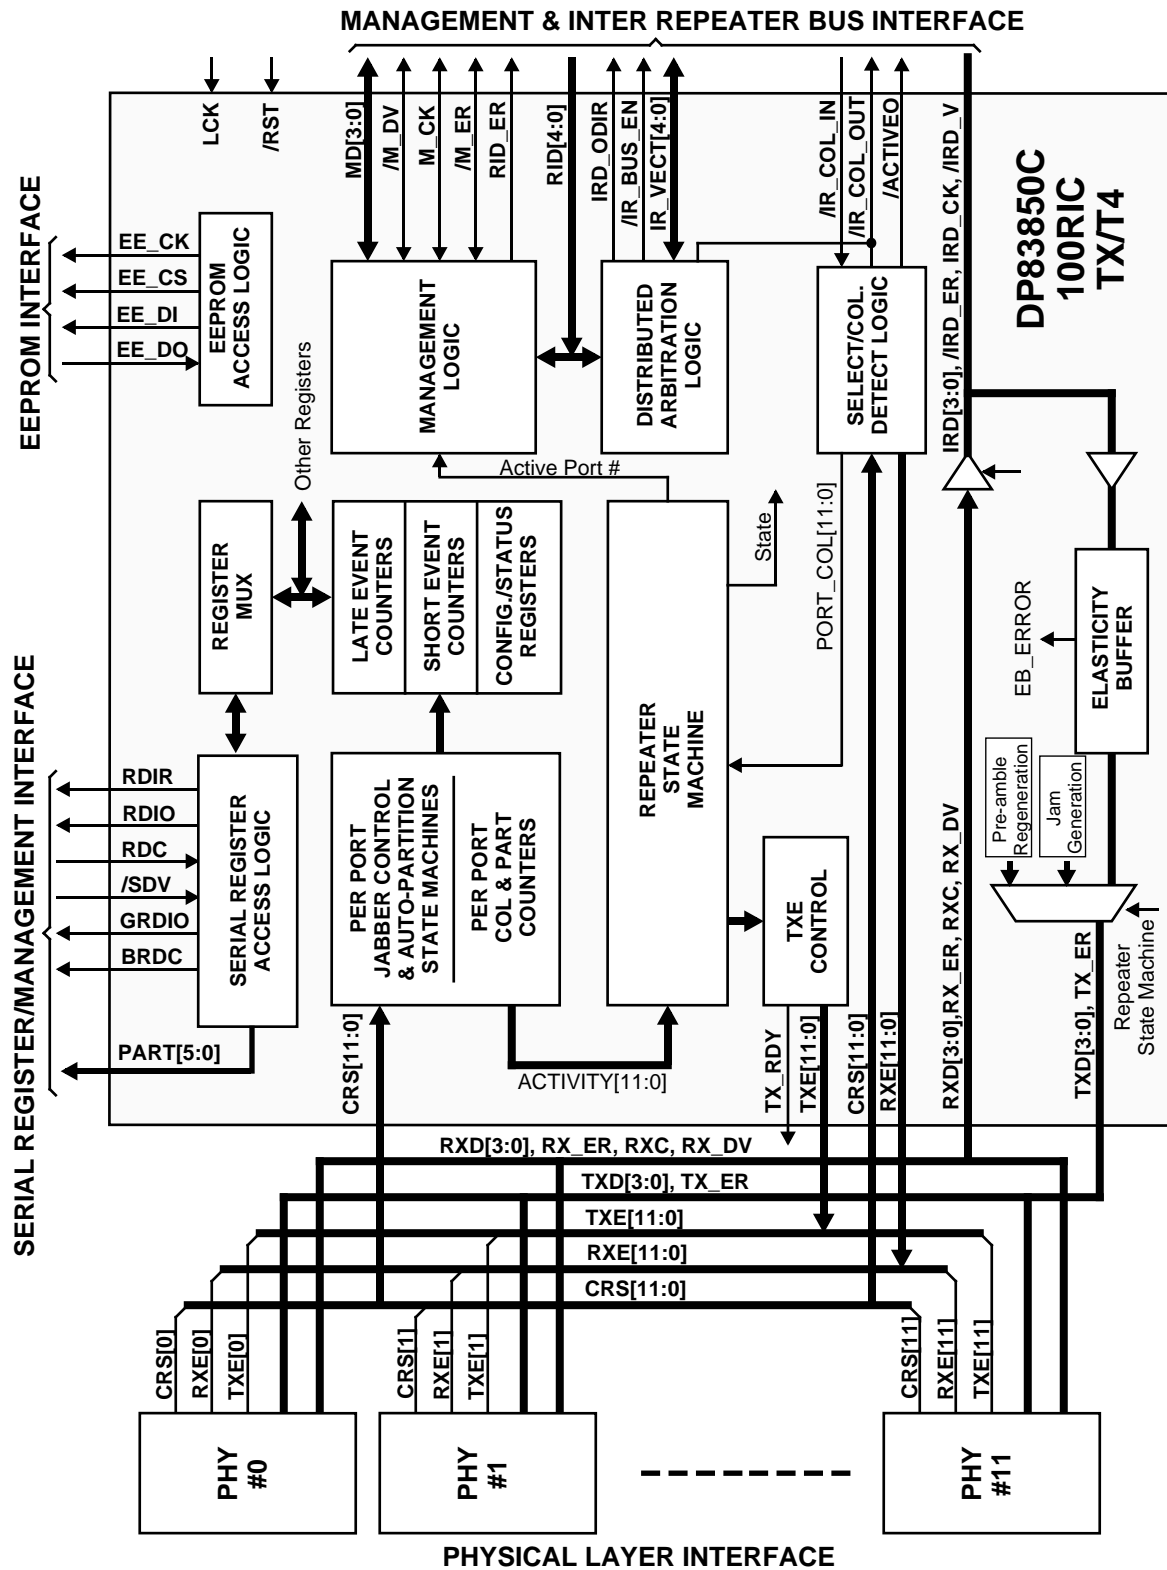 MANAGEMENT & INTER REPEATER BUS INTERFACE
LCK
/RST
MD[3:0]
/M_DV
M_CK
/M_ER
RID_ER
RID[4:0]
IRD_ODIR
/IR_BUS_EN
IR_VECT[4:0]
/IR_COL_IN
/IR_COL_OUT
/ACTIVEO
IRD[3:0], /IRD_ER, IRD_CK, /IRD_V
DP83850C
100RIC
TX/T4
EEPROM INTERFACE
EE_CK
EE_CS
EE_DI
EE_DO
EEPROM
ACCESS LOGIC
MANAGEMENT
LOGIC
DISTRIBUTED
ARBITRATION
LOGIC
SELECT/COL.
DETECT LOGIC
Other Registers
Active Port #
REGISTER
MUX
LATE EVENT
COUNTERS
SHORT EVENT
COUNTERS
CONFIG./STATUS
REGISTERS
State
PORT_COL[11:0]
EB_ERROR
ELASTICITY
BUFFER
SERIAL REGISTER/MANAGEMENT INTERFACE
RDIR
RDIO
RDC
/SDV
GRDIO
BRDC
PART[5:0]
SERIAL REGISTER
ACCESS LOGIC
PER PORT
JABBER CONTROL
& AUTO-PARTITION
STATE MACHINES
PER PORT
COL & PART
COUNTERS
REPEATER
STATE
MACHINE
TXE
CONTROL
Pre-amble
Regeneration
Jam
Generation
Repeater
State Machine
CRS[11:0]
ACTIVITY[11:0]
TX_RDY
TXE[11:0]
CRS[11:0]
RXE[11:0]
RXD[3:0],RX_ER, RXC, RX_DV
TXD[3:0], TX_ER
RXD[3:0], RX_ER, RXC, RX_DV
TXD[3:0], TX_ER
TXE[11:0]
RXE[11:0]
CRS[11:0]
CRS[0]
RXE[0]
TXE[0]
CRS[1]
RXE[1]
TXE[1]
CRS[11]
RXE[11]
TXE[11]
PHY
#0
PHY
#1
PHY
#11
PHYSICAL LAYER INTERFACE